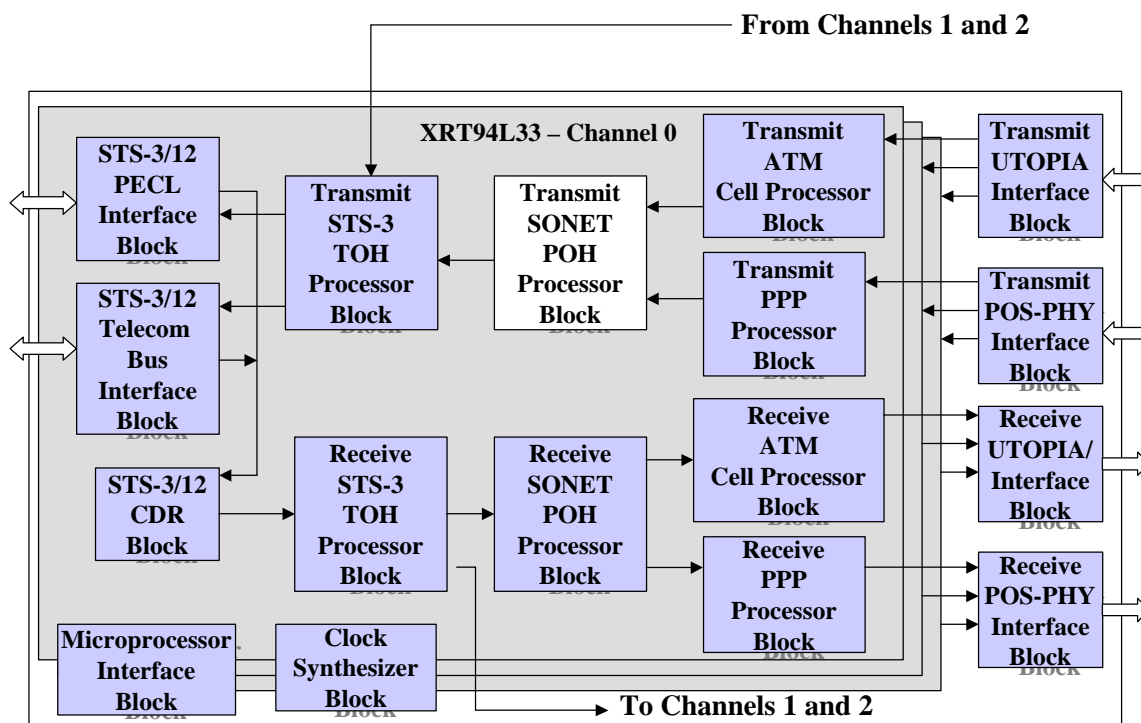 From Channels 1 and 2
XRT94L33 – Channel 0
STS-3/12
PECL
Interface
Block
Transmit
STS-3
TOH
Processor
Block
Transmit
SONET
POH
Processor
Block
Transmit
ATM
Cell Processor
Block
Transmit
UTOPIA
Interface
Block
STS-3/12
Telecom
Bus
Interface
Block
Transmit
PPP
Processor
Block
Transmit
POS-PHY
Interface
Block
STS-3/12
CDR
Block
Receive
STS-3
TOH
Processor
Block
Receive
SONET
POH
Processor
Block
Receive
ATM
Cell Processor
Block
Receive
UTOPIA/
Interface
Block
Receive
PPP
Processor
Block
Receive
POS-PHY
Interface
Block
Microprocessor
Interface
Block
Clock
Synthesizer
Block
To Channels 1 and 2